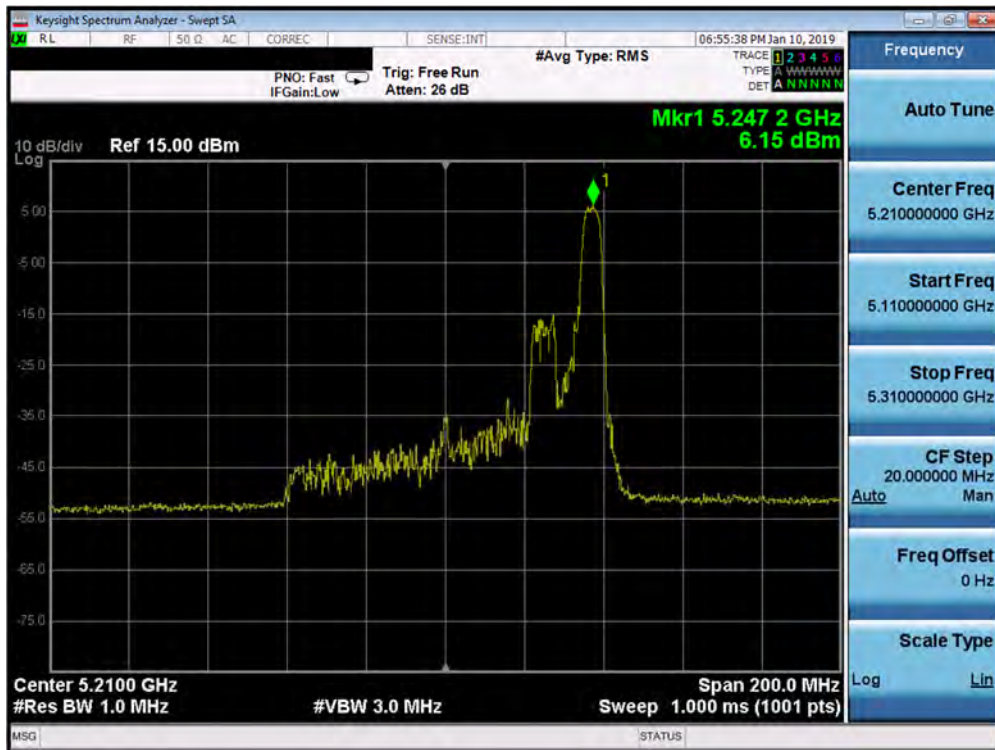 Keysight Spectrum Analyzer - Swept SA
RL RF 50 Ω AC CORREC SENSE:INT 06:55:38 PM Jan 10, 2019
#Avg Type: RMS
TRACE 1 2 3 4 5 6
TYPE A W W W W W
DET A N N N N N
PNO: Fast
IFGain:Low
Trig: Free Run
Atten: 26 dB
Mkr1 5.247 2 GHz
6.15 dBm
10 dB/div
Log
Ref 15.00 dBm
1
5.00
-5.00
-15.0
-25.0
-35.0
-45.0
-55.0
-65.0
-75.0
Center 5.2100 GHz
Span 200.0 MHz
#Res BW 1.0 MHz
#VBW 3.0 MHz
Sweep 1.000 ms (1001 pts)
MSG
STATUS
Frequency
Auto Tune
Center Freq
5.210000000 GHz
Start Freq
5.110000000 GHz
Stop Freq
5.310000000 GHz
CF Step
20.000000 MHz
Auto Man
Freq Offset
0 Hz
Scale Type
Log Lin